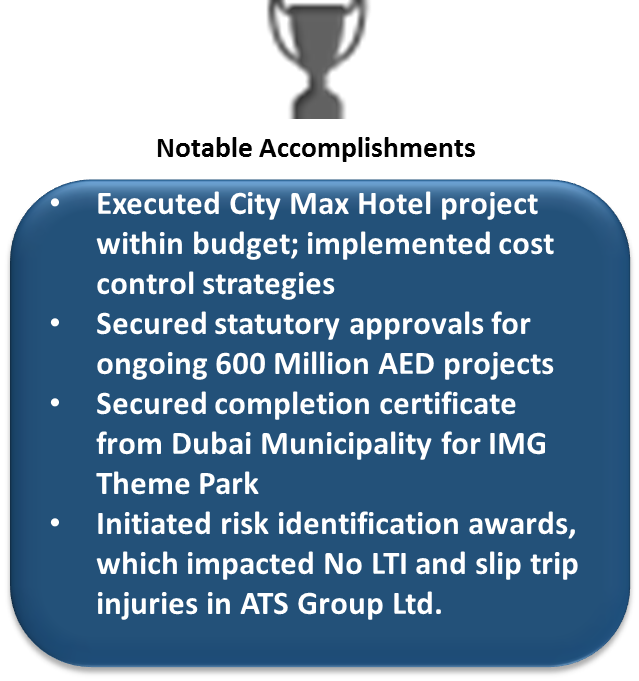 Notable Accomplishments
• Executed City Max Hotel project
within budget; implemented cost
control strategies
• Secured statutory approvals for
ongoing 600 Million AED projects
• Secured completion certificate
from Dubai Municipality for IMG
Theme Park
• Initiated risk identification awards,
which impacted No LTI and slip trip
injuries in ATS Group Ltd.